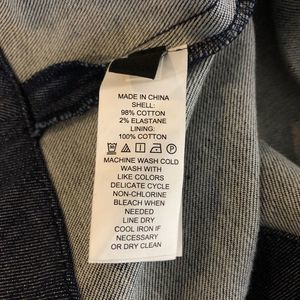 MADE IN CHINA
SHELL:
98% COTTON
2% ELASTANE
LINING:
100% COTTON
MACHINE WASH COLD
WASH WITH
LIKE COLORS
DELICATE CYCLE
NON-CHLORINE
BLEACH WHEN
NEEDED
LINE DRY
COOL IRON IF
NECESSARY
OR DRY CLEAN